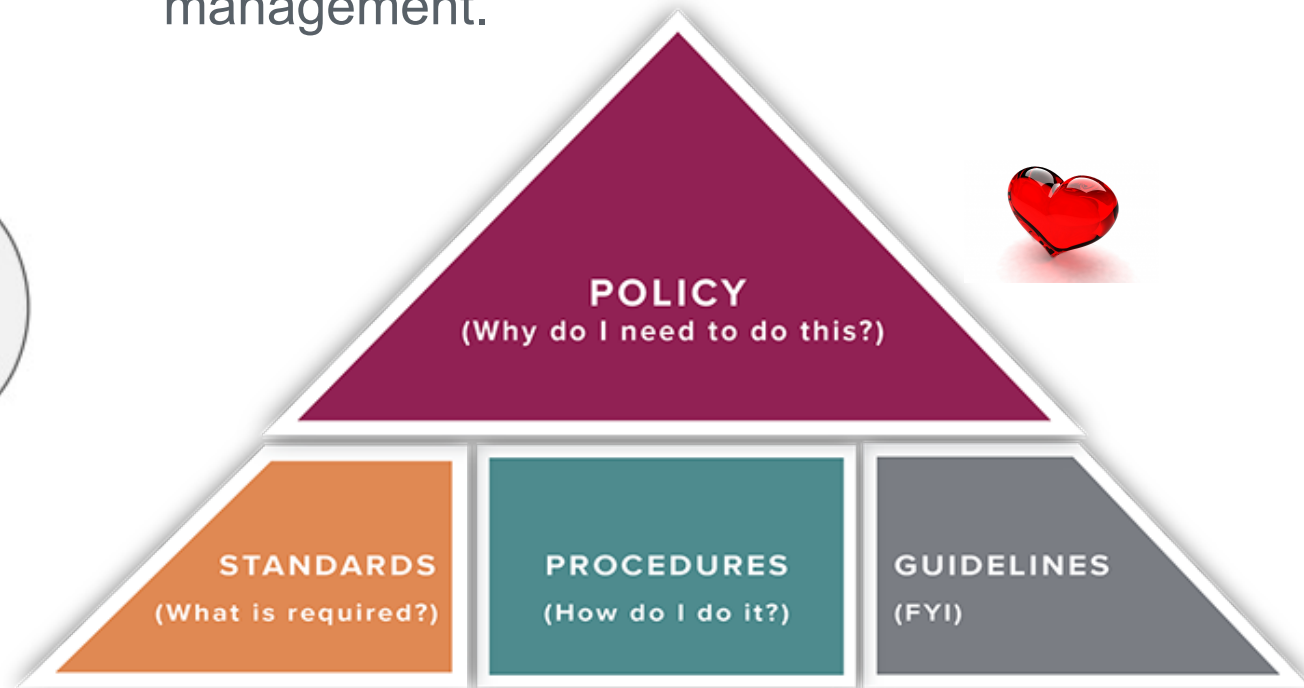 management.
POLICY
(Why do I need to do this?)
STANDARDS
(What is required?)
PROCEDURES
(How do I do it?)
GUIDELINES
(FYI)